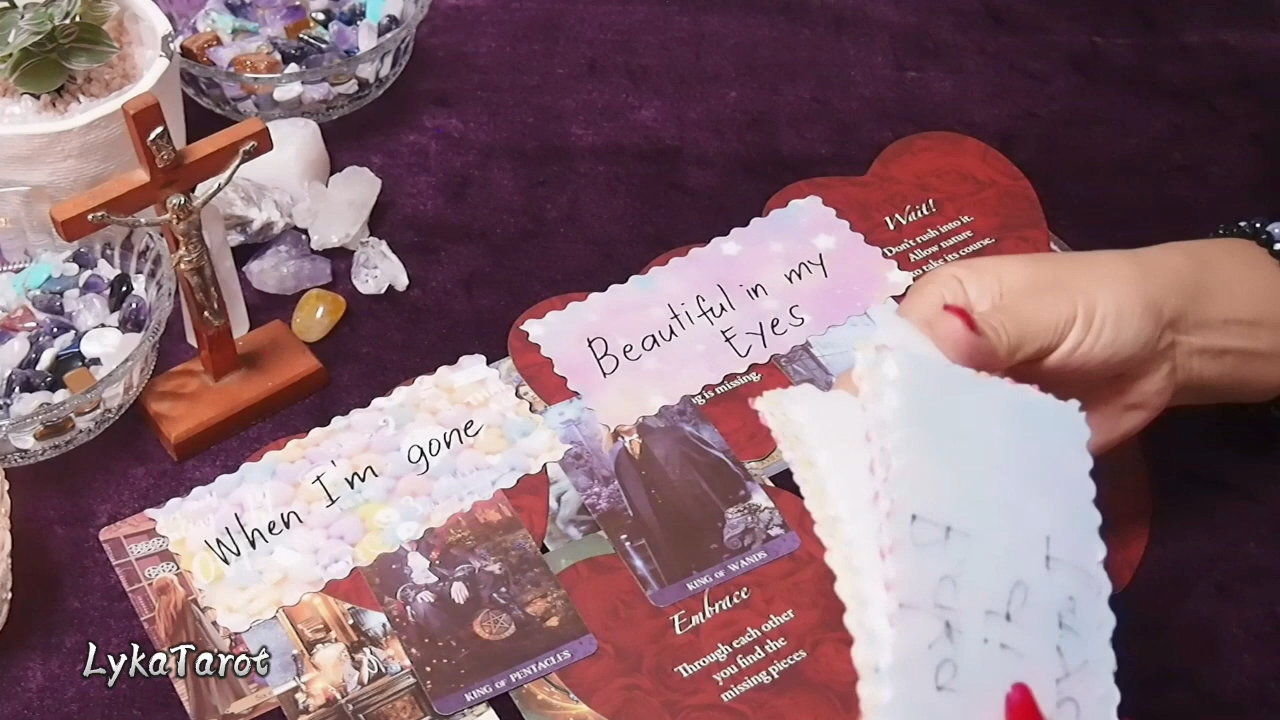 Wait!
Don't rush into it.
Allow nature
to take its course.
Beautiful in my
Eyes
is missing.
When I'm gone
KING OF WANDS
Embrace
Through each other
you find the
missing pieces
KING OF PENTACLES
LykaTarot